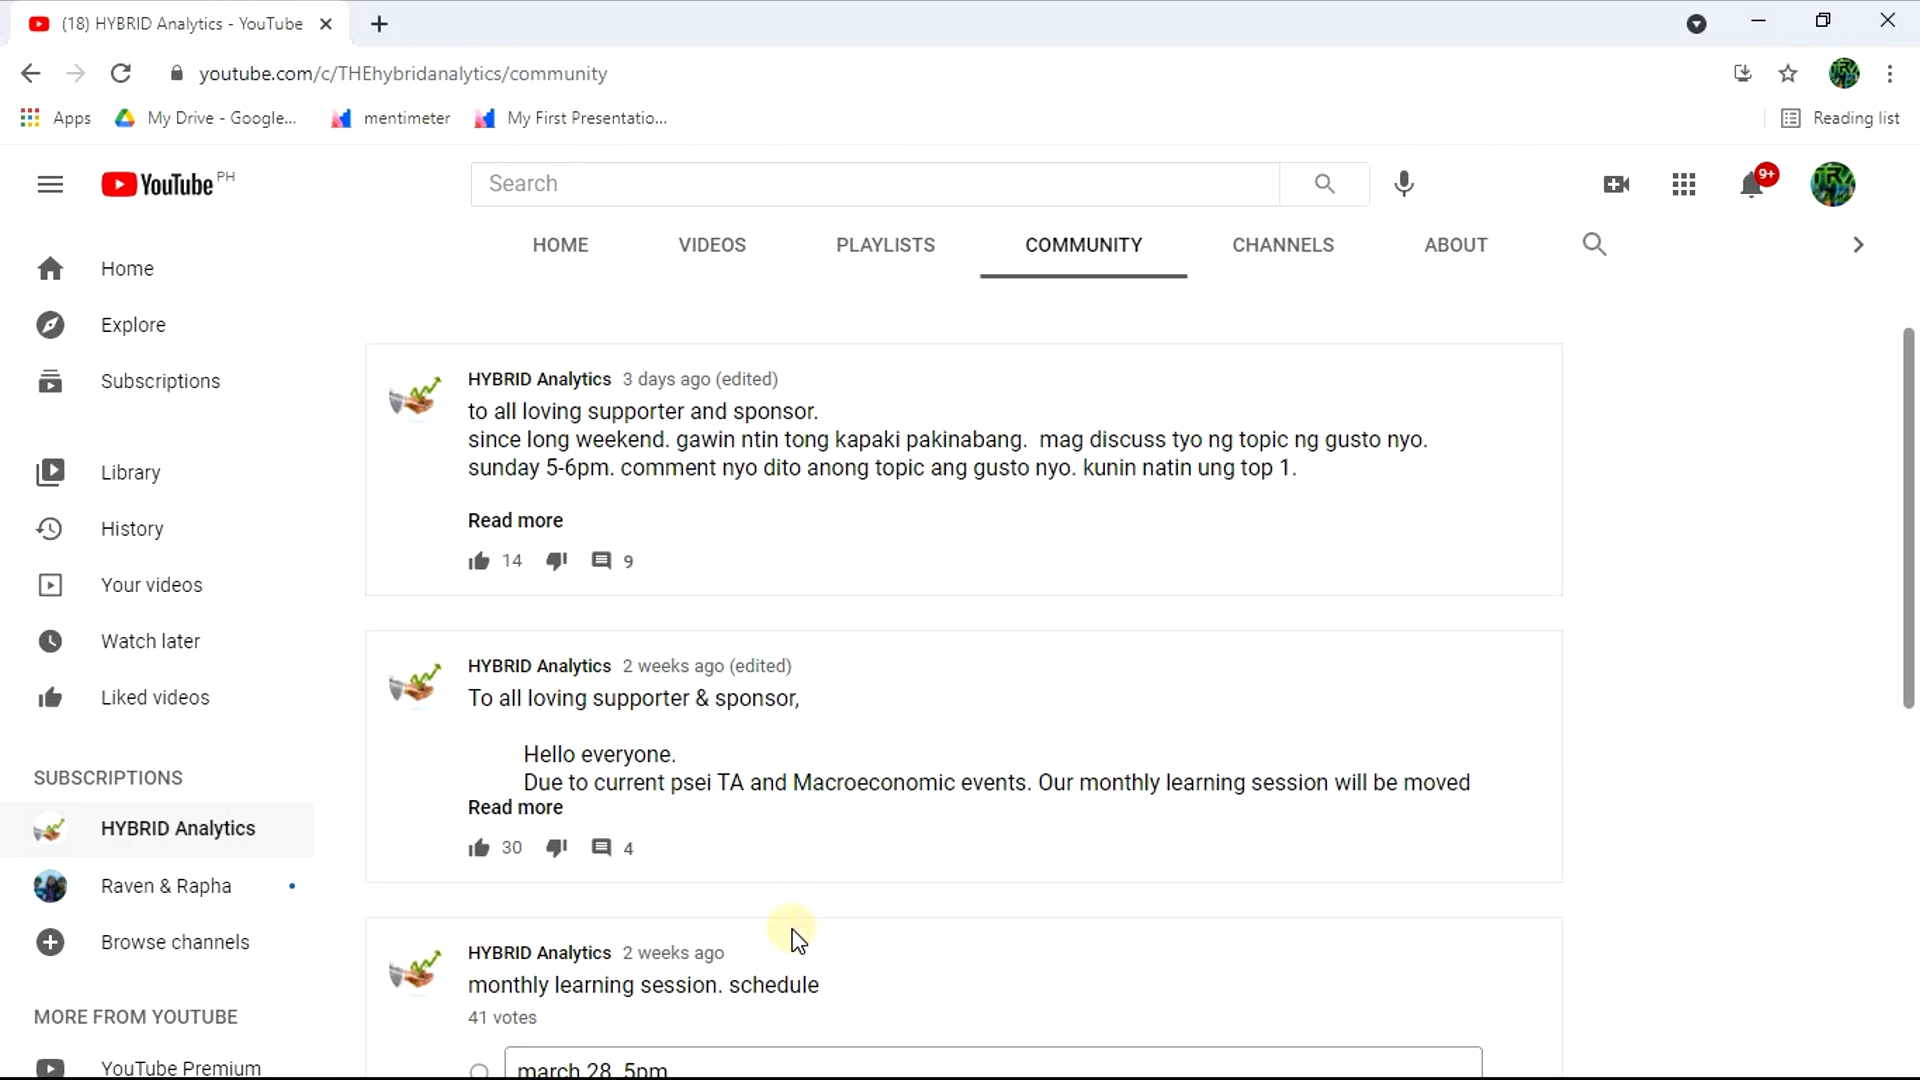 (18) HYBRID Analytics - YouTube
youtube.com/c/THEhybridanalytics/community
Apps
My Drive - Google...
mentimeter
My First Presentatio...
Reading list
YouTube PH
Search
9+
HOME
VIDEOS
PLAYLISTS
COMMUNITY
CHANNELS
ABOUT
Home
Explore
Subscriptions
Library
History
Your videos
Watch later
Liked videos
SUBSCRIPTIONS
HYBRID Analytics
Raven & Rapha
Browse channels
MORE FROM YOUTUBE
YouTube Premium
HYBRID Analytics 3 days ago (edited)
to all loving supporter and sponsor.
since long weekend. gawin ntin tong kapaki pakinabang. mag discuss tyo ng topic ng gusto nyo.
sunday 5-6pm. comment nyo dito anong topic ang gusto nyo. kunin natin ung top 1.
Read more
14
9
HYBRID Analytics 2 weeks ago (edited)
To all loving supporter & sponsor,
Hello everyone.
Due to current psei TA and Macroeconomic events. Our monthly learning session will be moved
Read more
30
4
HYBRID Analytics 2 weeks ago
monthly learning session. schedule
41 votes
march 28, 5pm